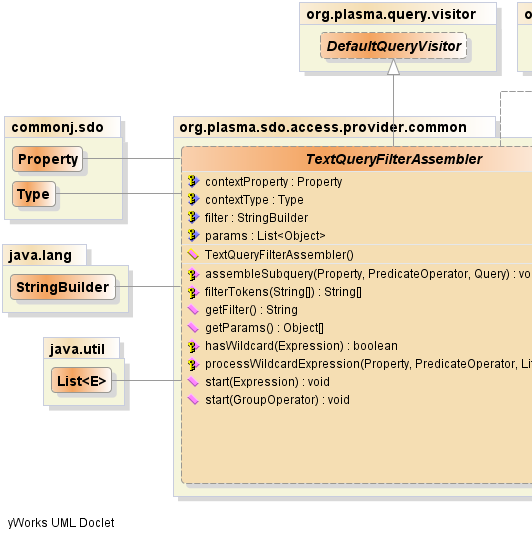 org.plasma.query.visitor
o
DefaultQueryVisitor
commonj.sdo
Property
Type
org.plasma.sdo.access.provider.common
TextQueryFilterAssembler
contextProperty : Property
contextType : Type
filter : StringBuilder
params : List<Object>
TextQueryFilterAssembler()
assembleSubquery(Property, PredicateOperator, Query) : vo
filterTokens(String[]) : String[]
getFilter() : String
getParams() : Object[]
hasWildcard(Expression) : boolean
processWildcardExpression(Property, PredicateOperator, Li
start(Expression) : void
start(GroupOperator) : void
java.lang
StringBuilder
java.util
List<E>
yWorks UML Doclet